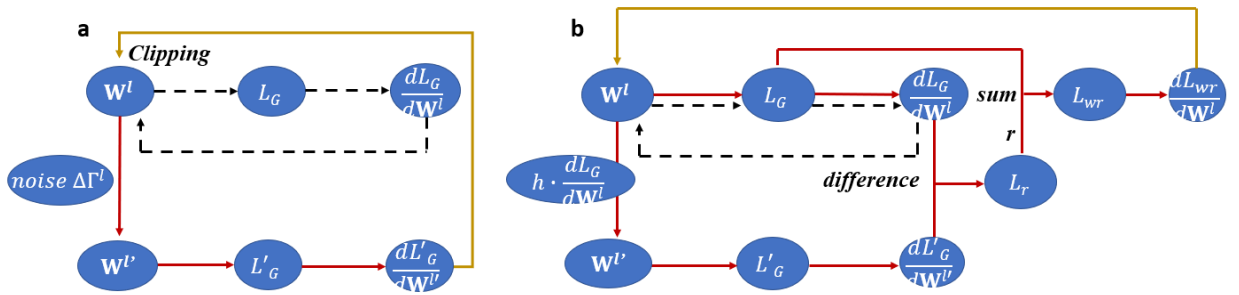 a
Clipping
W^l
L_G
dL_G
dW^l
noise ΔΓ^l
W^l’
L'_G
dL'_G
dW^l'
b
W^l
L_G
dL_G
dW^l
sum
L_wr
dL_wr
dW^l
r
h · dL_G
dW^l
difference
L_r
W^l’
L'_G
dL'_G
dW^l'